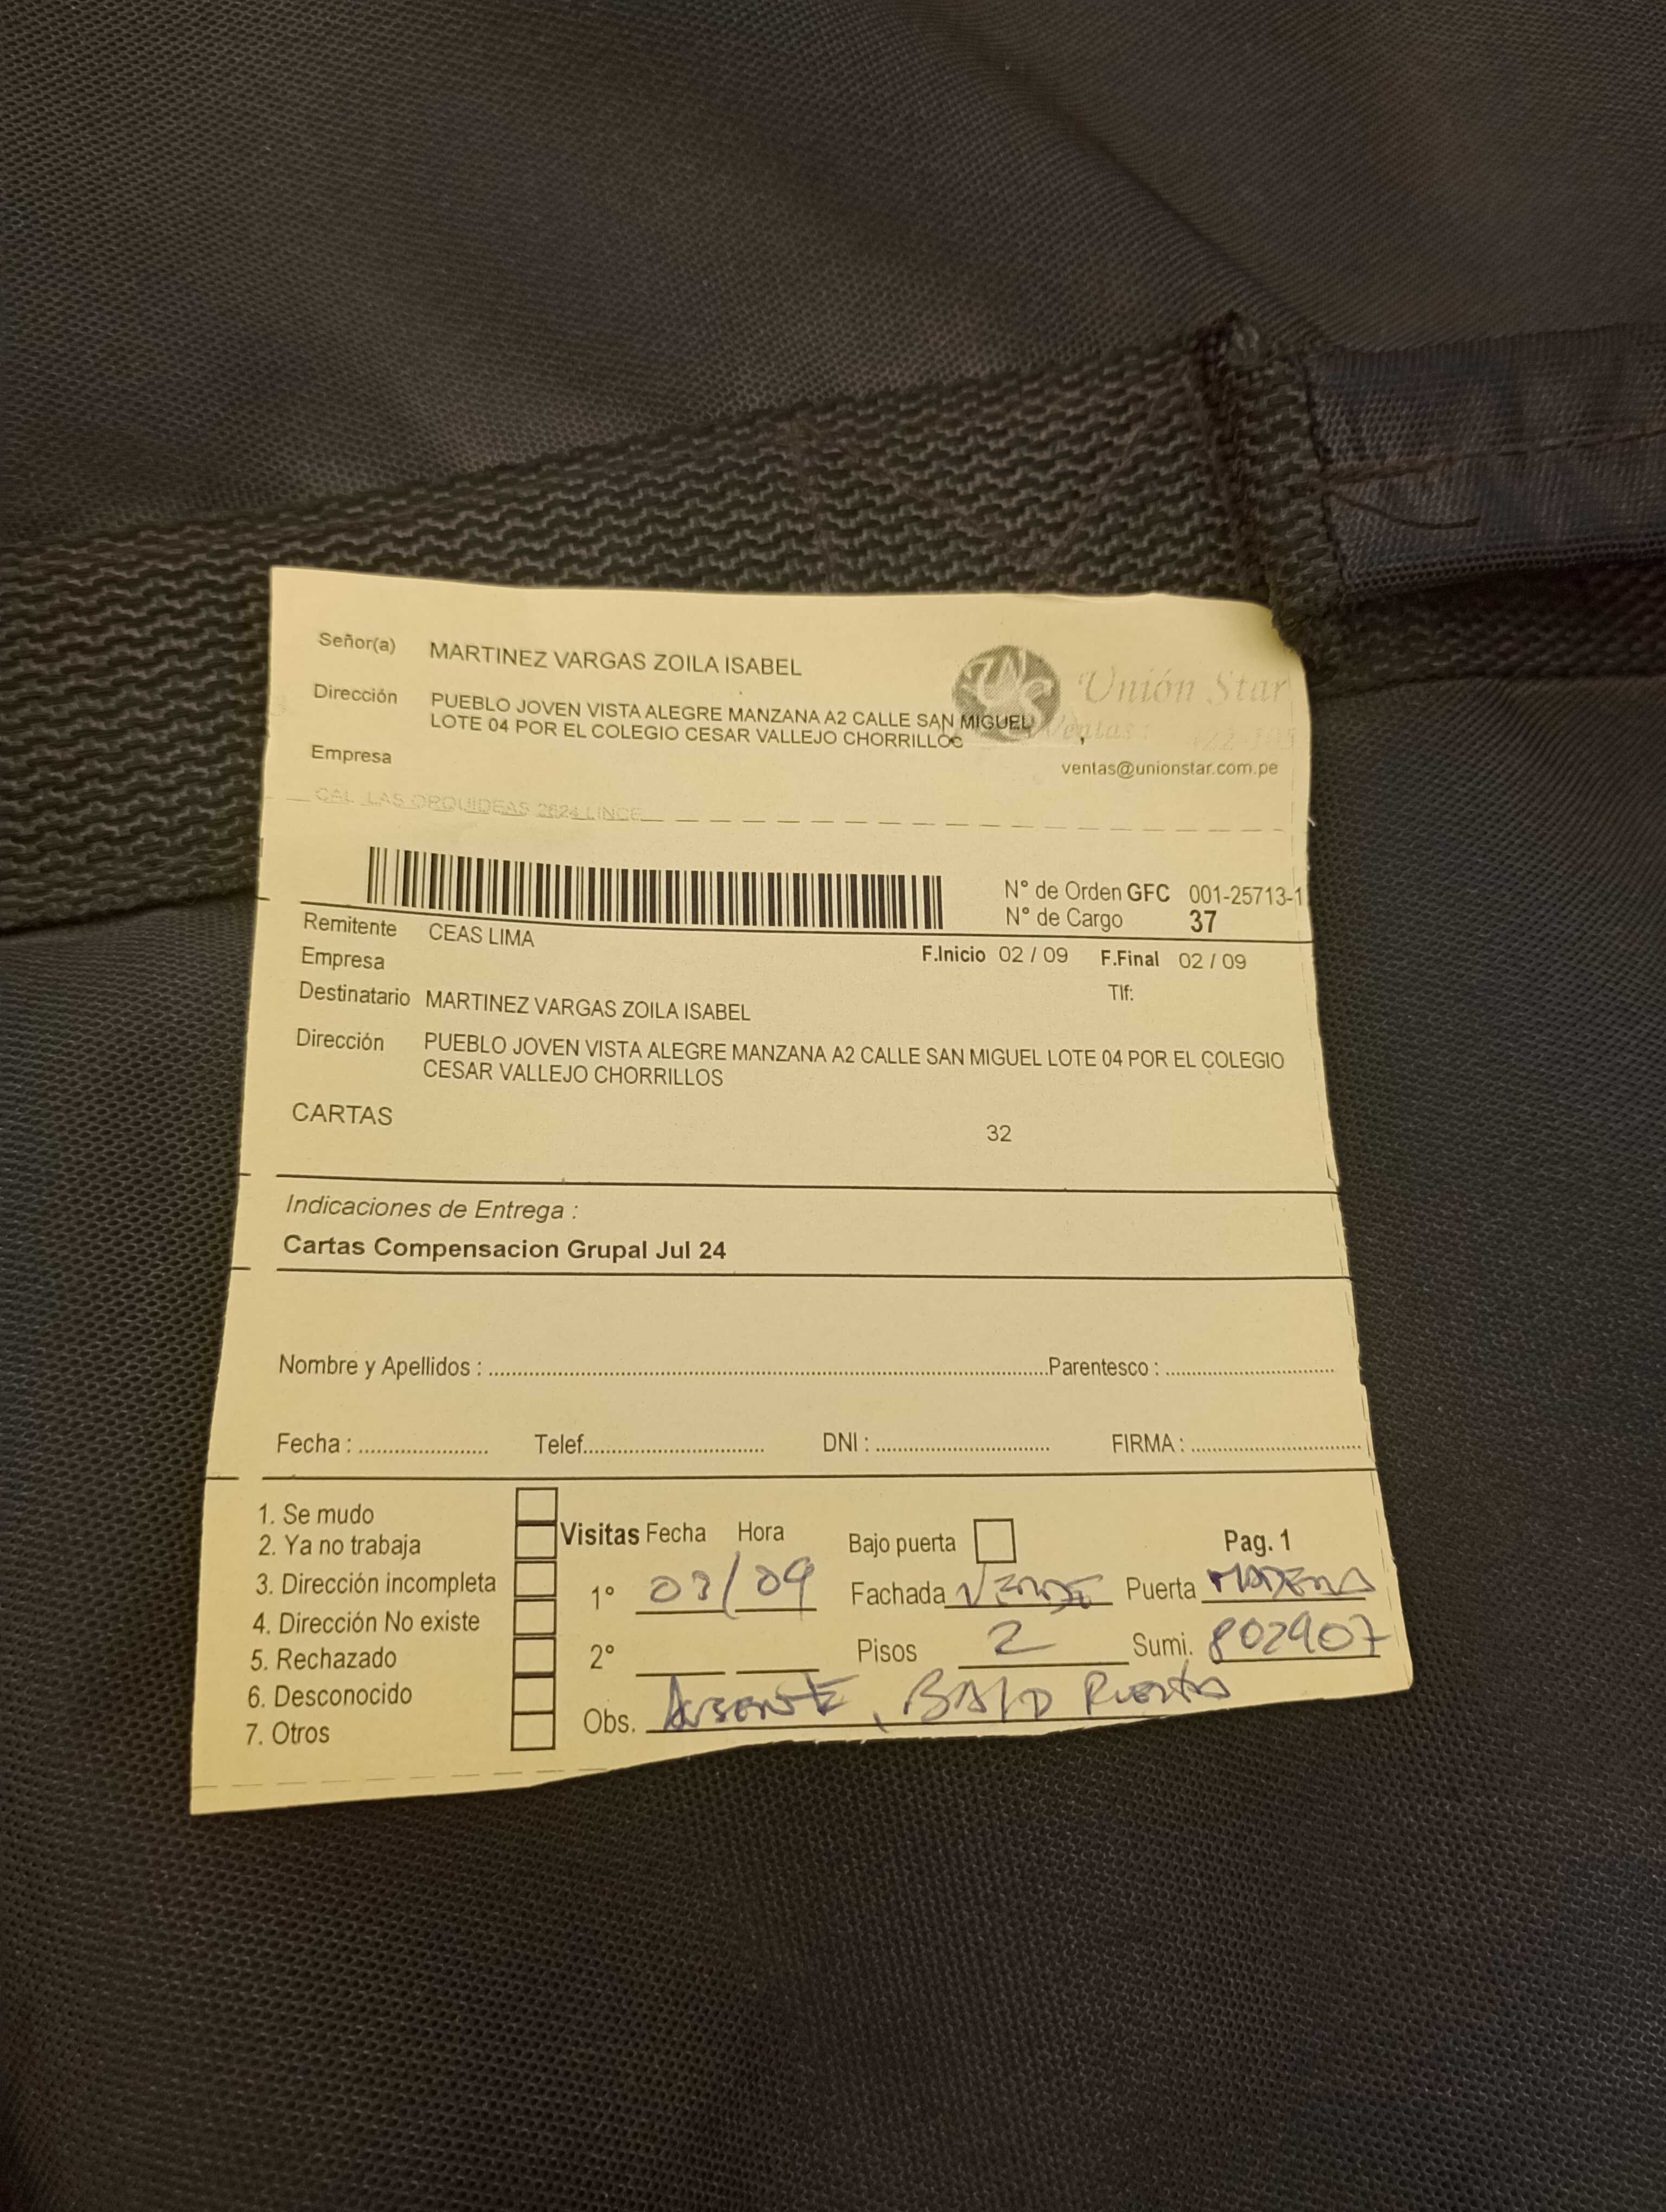 Señor(a) MARTINEZ VARGAS ZOILA ISABEL
Unión Star
Dirección PUEBLO JOVEN VISTA ALEGRE MANZANA A2 CALLE SAN MIGUEL
LOTE 04 POR EL COLEGIO CESAR VALLEJO CHORRILLOS
Ventas :
ventas@unionstar.com.pe
Empresa
CAL LAS ORQUIDEAS 2624 LINCE
N° de Orden GFC 001-25713-1
N° de Cargo 37
Remitente CEAS LIMA
F.Inicio 02 / 09 F.Final 02 / 09
Empresa
Tlf:
Destinatario MARTINEZ VARGAS ZOILA ISABEL
Dirección PUEBLO JOVEN VISTA ALEGRE MANZANA A2 CALLE SAN MIGUEL LOTE 04 POR EL COLEGIO
CESAR VALLEJO CHORRILLOS
CARTAS 32
Indicaciones de Entrega :
Cartas Compensacion Grupal Jul 24
Nombre y Apellidos : Parentesco :
Fecha : Telef. DNI : FIRMA :
1. Se mudo
2. Ya no trabaja
3. Dirección incompleta
4. Dirección No existe
5. Rechazado
6. Desconocido
7. Otros
Visitas Fecha Hora Bajo puerta Pag. 1
1° 03/09 Fachada VERDE Puerta MADERA
2° Pisos 2 Sumi. 802907
Obs. AUSENTE, BAJO PUERTA